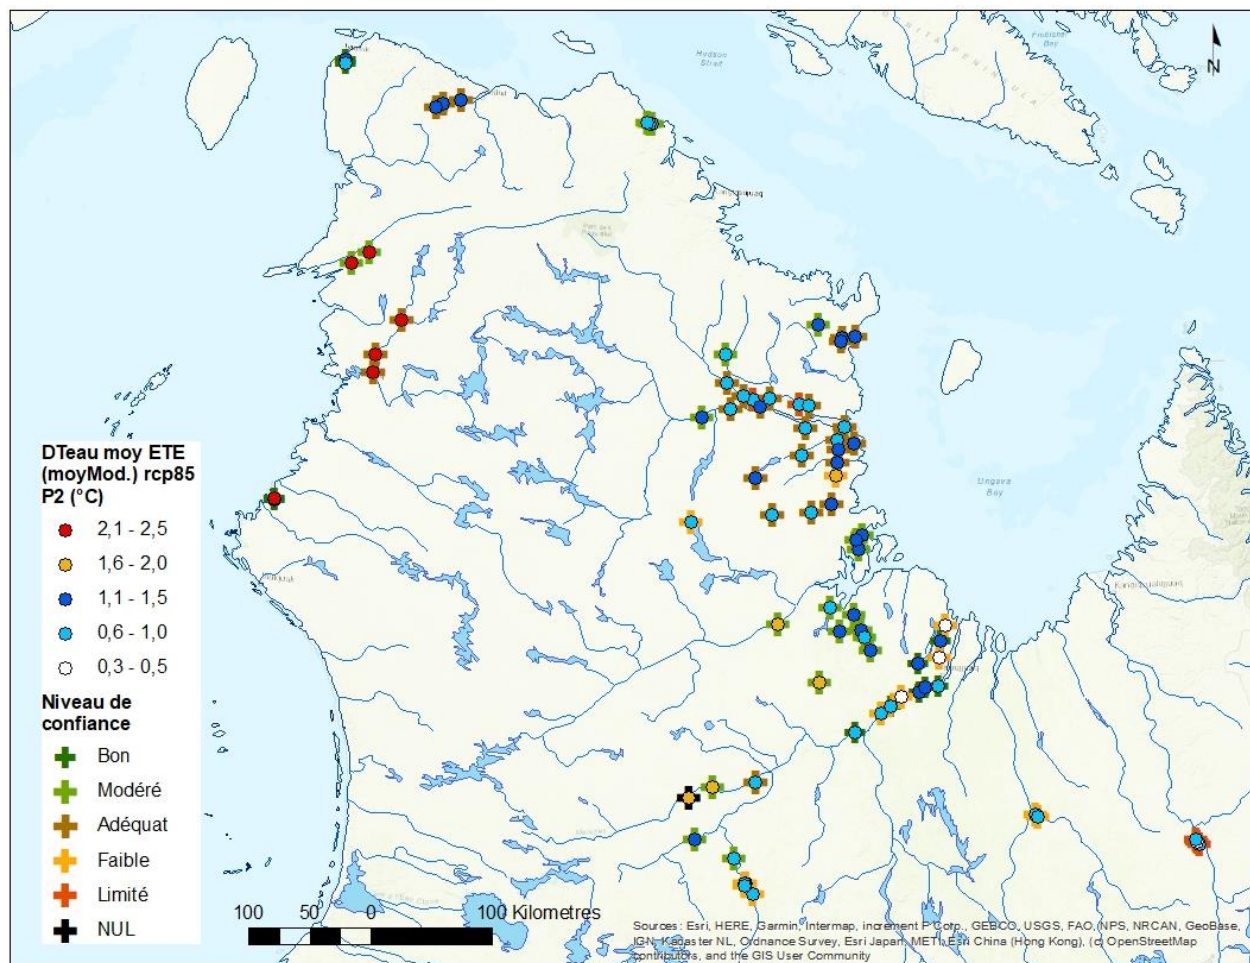 Hudson
Strait
Frobisher
Bay
N
Ungava
Bay
DTeau moy ETE
(moyMod.) rcp85
P2 (°C)
2,1 - 2,5
1,6 - 2,0
1,1 - 1,5
0,6 - 1,0
0,3 - 0,5
Niveau de
confiance
Bon
Modéré
Adéquat
Faible
Limité
NUL
100 50 0 100 Kilometres
Sources : Esri, HERE, Garmin, Intermap, increment P Corp., GEBCO, USGS, FAO, NPS, NRCAN, GeoBase,
IGN, Kadaster NL, Ordnance Survey, Esri Japan, METI, Esri China (Hong Kong), (c) OpenStreetMap
contributors, and the GIS User Community